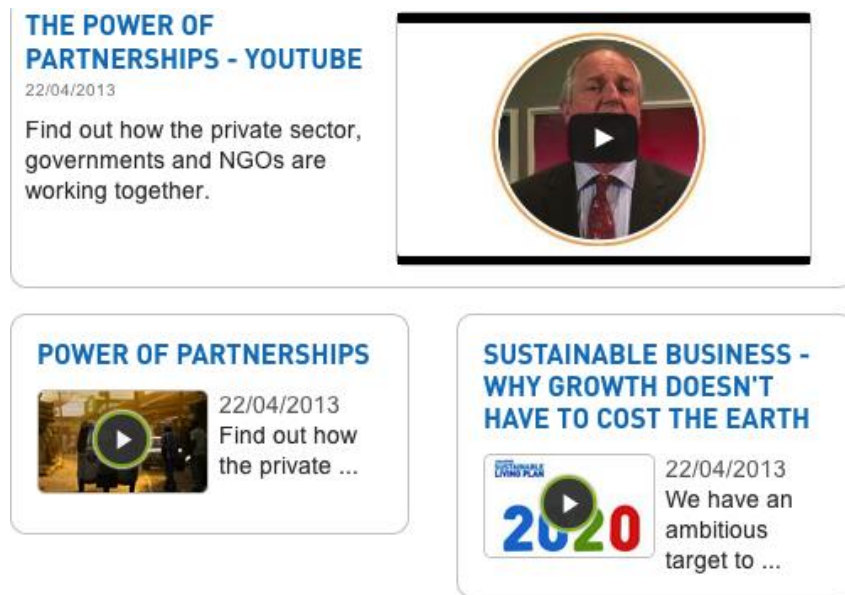 THE POWER OF
PARTNERSHIPS - YOUTUBE
22/04/2013
Find out how the private sector,
governments and NGOs are
working together.
POWER OF PARTNERSHIPS
22/04/2013
Find out how
the private ...
SUSTAINABLE BUSINESS -
WHY GROWTH DOESN'T
HAVE TO COST THE EARTH
SUSTAINABLE
LIVING PLAN
2020
22/04/2013
We have an
ambitious
target to ...